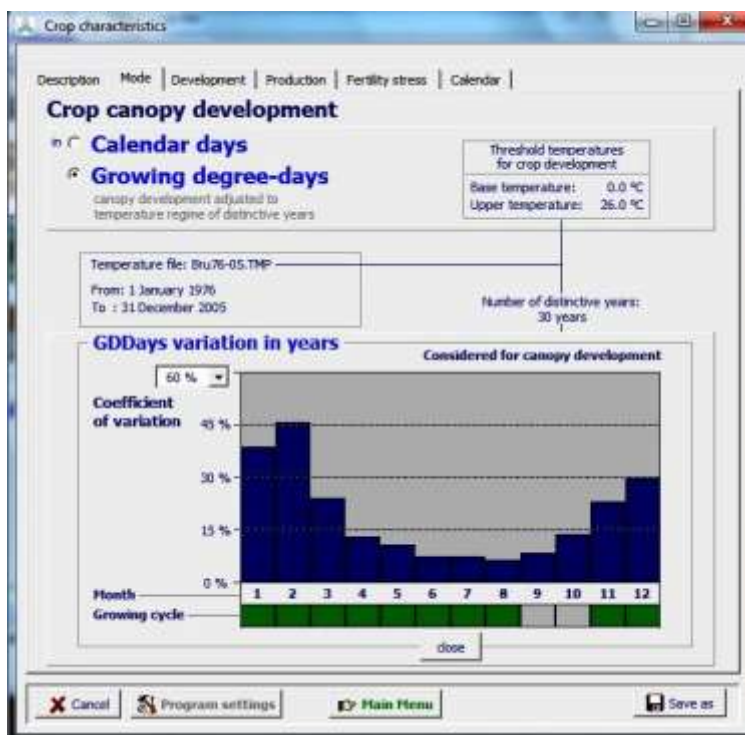 Crop characteristics
Description Mode Development Production Fertility stress Calendar
Crop canopy development
Calendar days
Growing degree-days
canopy development adjusted to
temperature regime of distinctive years
Threshold temperatures
for crop development
Base temperature: 0.0 °C
Upper temperature: 26.0 °C
Temperature file: Bru76-05.TMP
From: 1 January 1976
To : 31 December 2005
Number of distinctive years:
30 years
GDDays variation in years
Considered for canopy development
60 %
Coefficient
of variation
45 %
30 %
15 %
0 %
Month 1 2 3 4 5 6 7 8 9 10 11 12
Growing cycle
close
Cancel Program settings Main Menu Save as